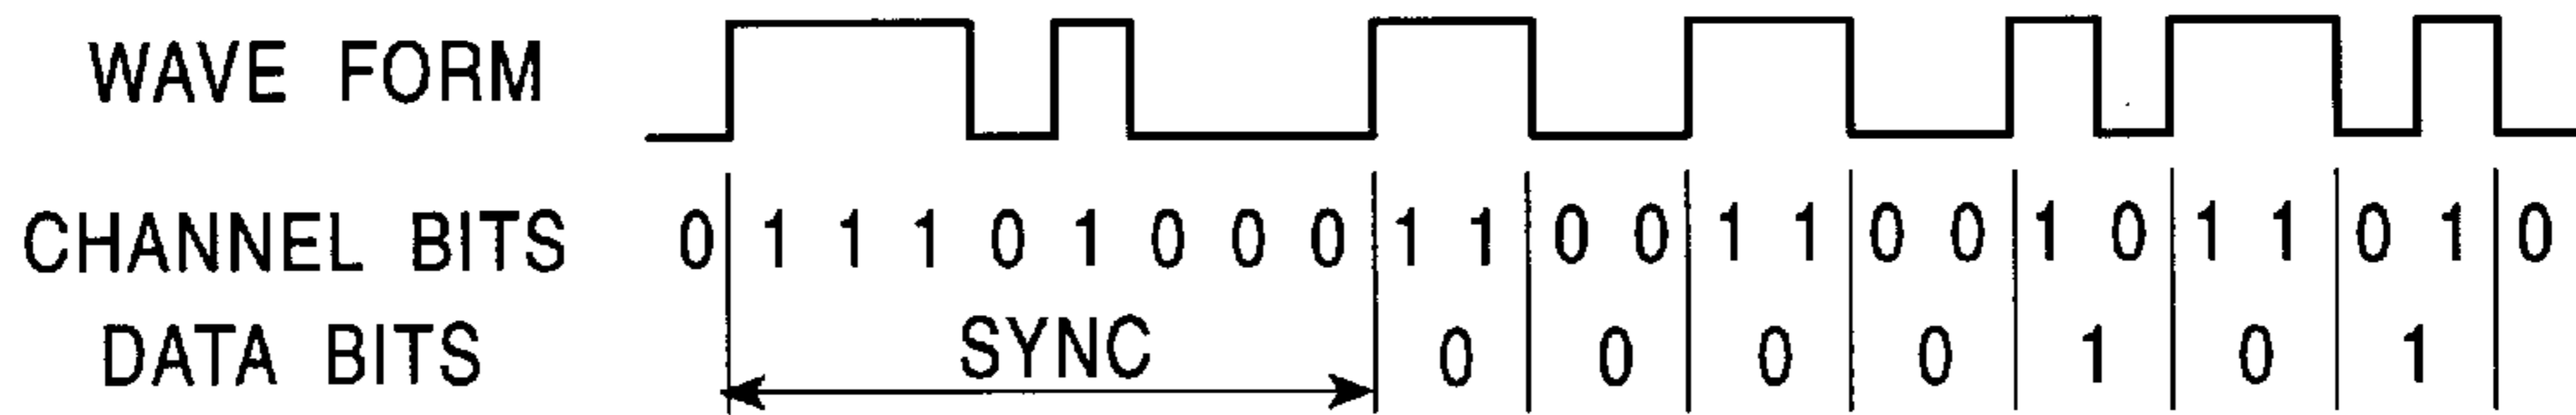 WAVE FORM
CHANNEL BITS 0 1 1 1 0 1 0 0 0 1 1 0 0 1 1 0 0 1 0 1 1 0 1 0
DATA BITS SYNC 0 0 0 0 1 0 1